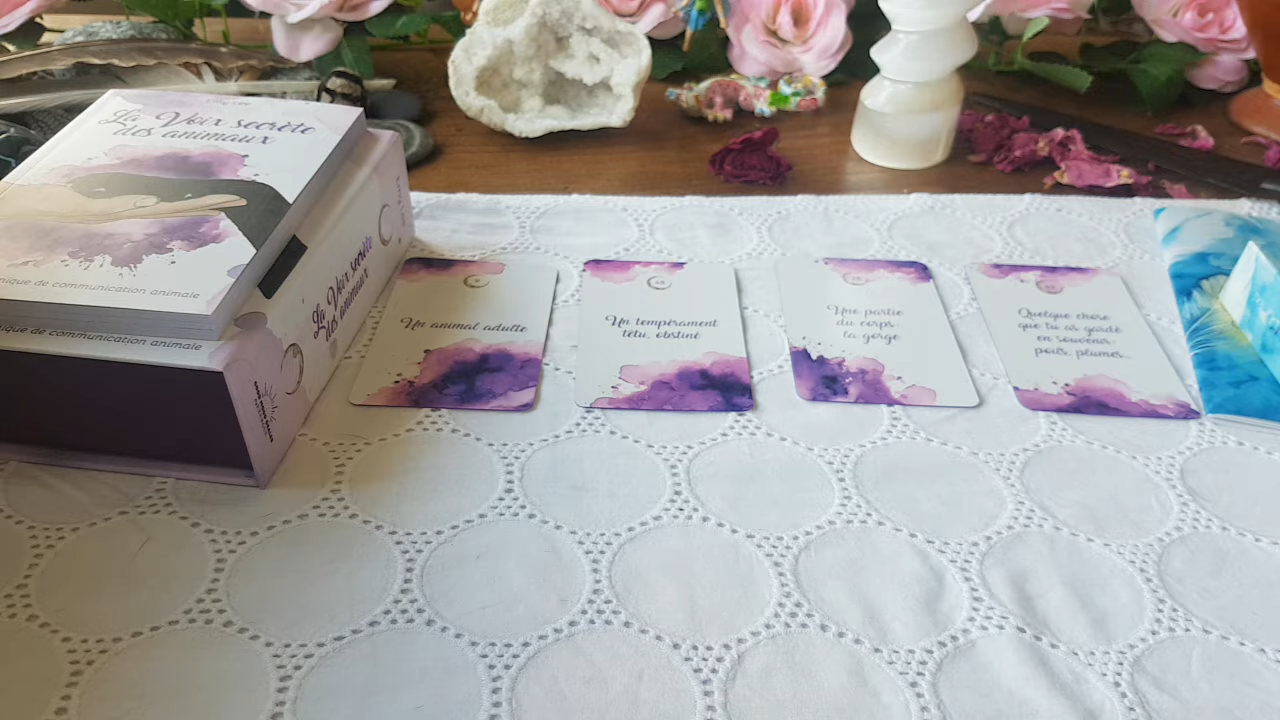 La Voix secrète
des animaux
nique de communication animale
nique de communication animale
La Voix secrète
des animaux
Un animal adulte
Un tempérament
têtu, obstiné
Une partie
du corps:
la gorge
Quelque chose
que tu as gardé
en souvenir:
poils, plumes...